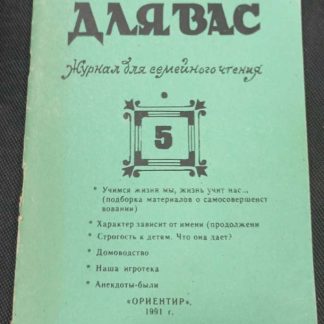 ДЛЯ ВАС
Журнал для семейного чтения
5
* Учимся жизни мы, жизнь учит нас...
(подборка материалов о самосовершенст
вовании)
* Характер зависит от имени (продолжени
* Строгость к детям. Что она дает?
* Домоводство
* Наша игротека
* Анекдоты-были
«ОРИЕНТИР»,
1991 г.